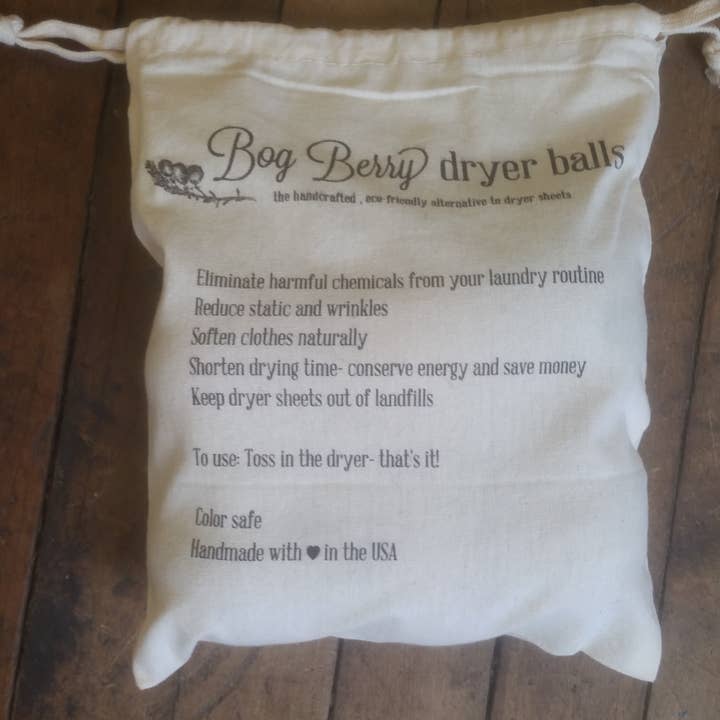 Bog Berry dryer balls
the handcrafted , eco-friendly alternative to dryer sheets
Eliminate harmful chemicals from your laundry routine
Reduce static and wrinkles
Soften clothes naturally
Shorten drying time- conserve energy and save money
Keep dryer sheets out of landfills
To use: Toss in the dryer- that's it!
Color safe
Handmade with ♥ in the USA